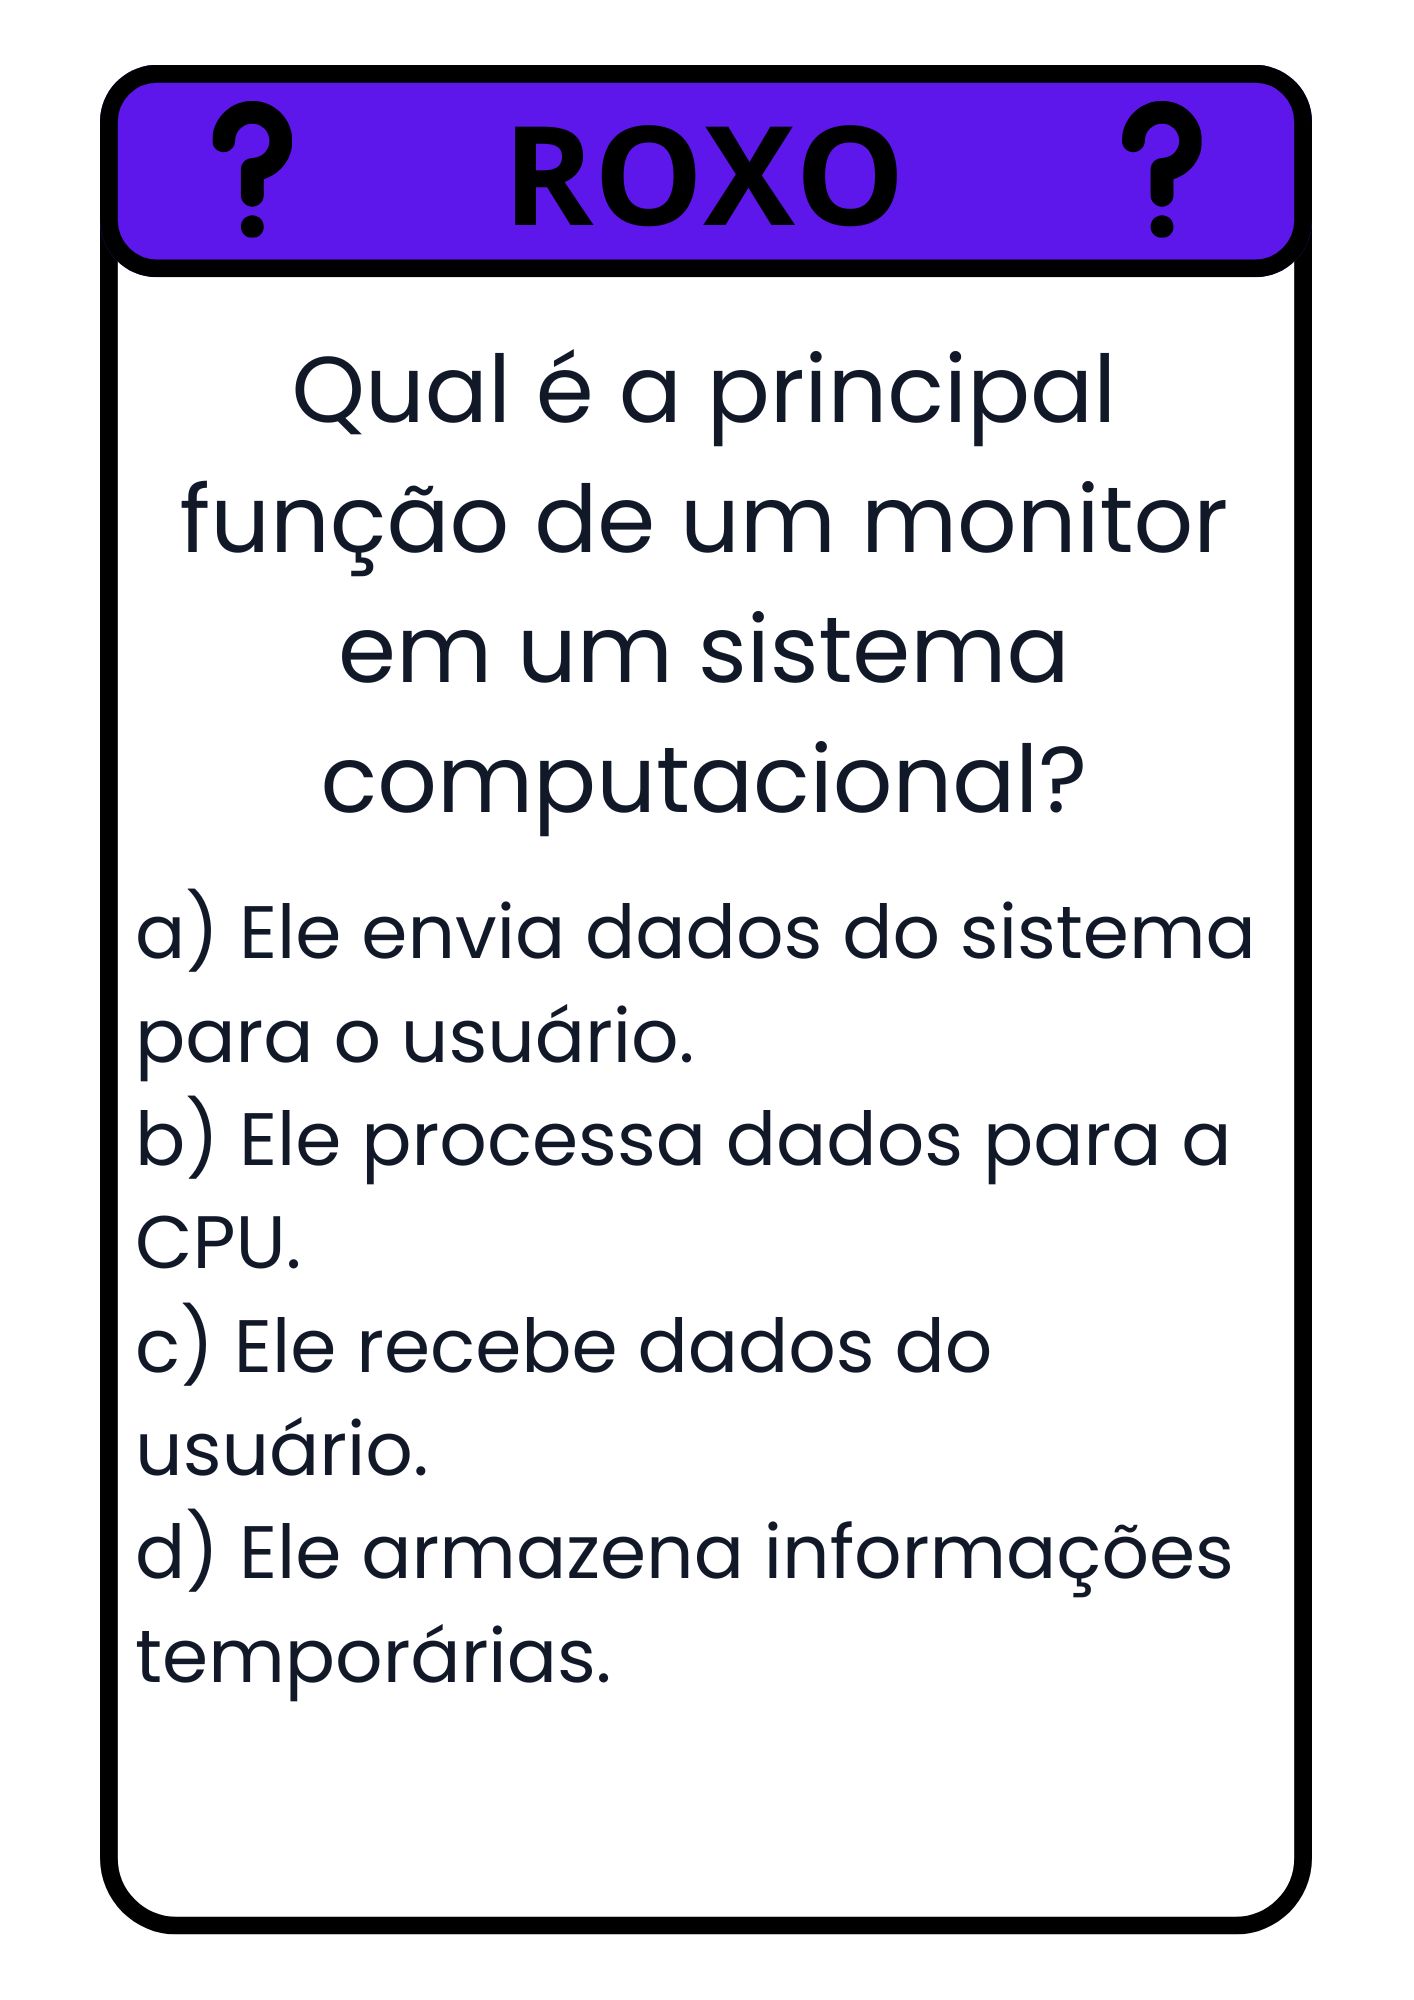 ? ROXO ?
Qual é a principal
função de um monitor
em um sistema
computacional?
a) Ele envia dados do sistema
para o usuário.
b) Ele processa dados para a
CPU.
c) Ele recebe dados do
usuário.
d) Ele armazena informações
temporárias.